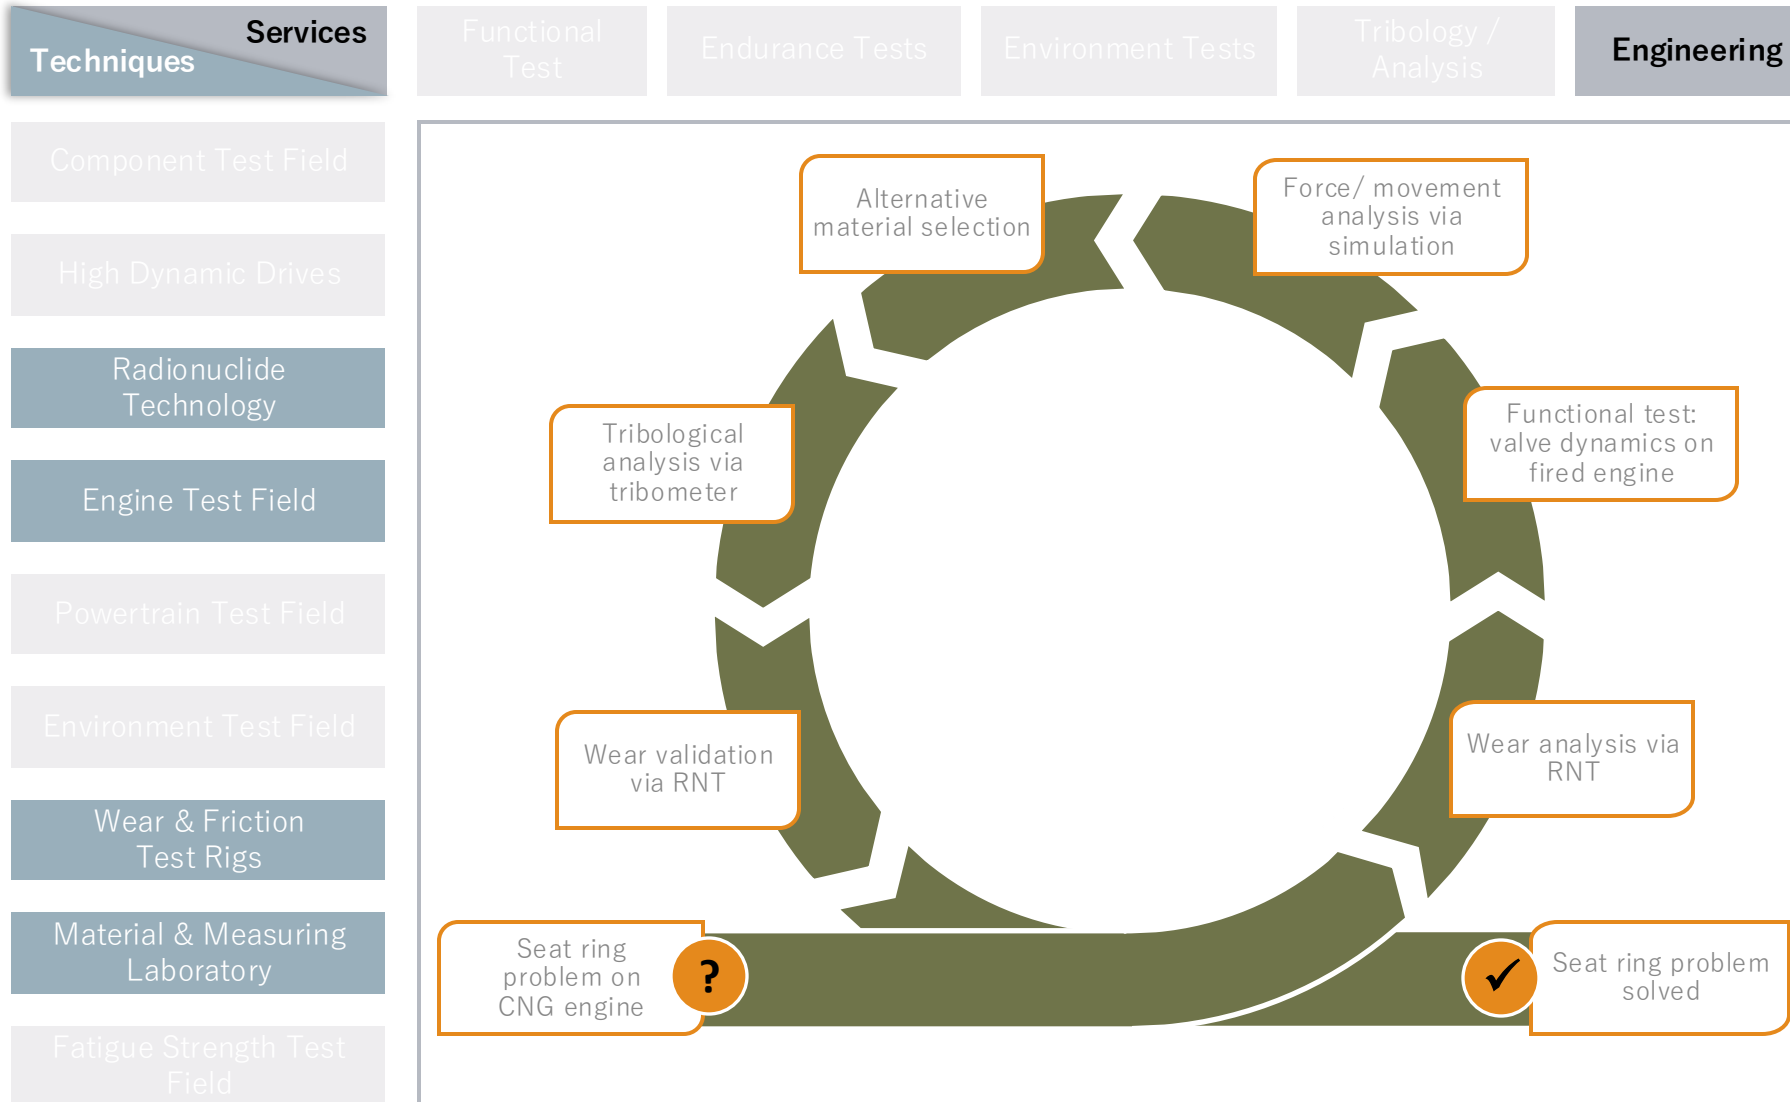 Services
Techniques
Functional
Test
Endurance Tests
Environment Tests
Tribology /
Analysis
Engineering
Component Test Field
High Dynamic Drives
Radionuclide
Technology
Engine Test Field
Powertrain Test Field
Environment Test Field
Wear & Friction
Test Rigs
Material & Measuring
Laboratory
Fatigue Strength Test
Field
Alternative
material selection
Force/ movement
analysis via
simulation
Tribological
analysis via
tribometer
Functional test:
valve dynamics on
fired engine
Wear validation
via RNT
Wear analysis via
RNT
Seat ring
problem on
CNG engine
?
Seat ring problem
solved